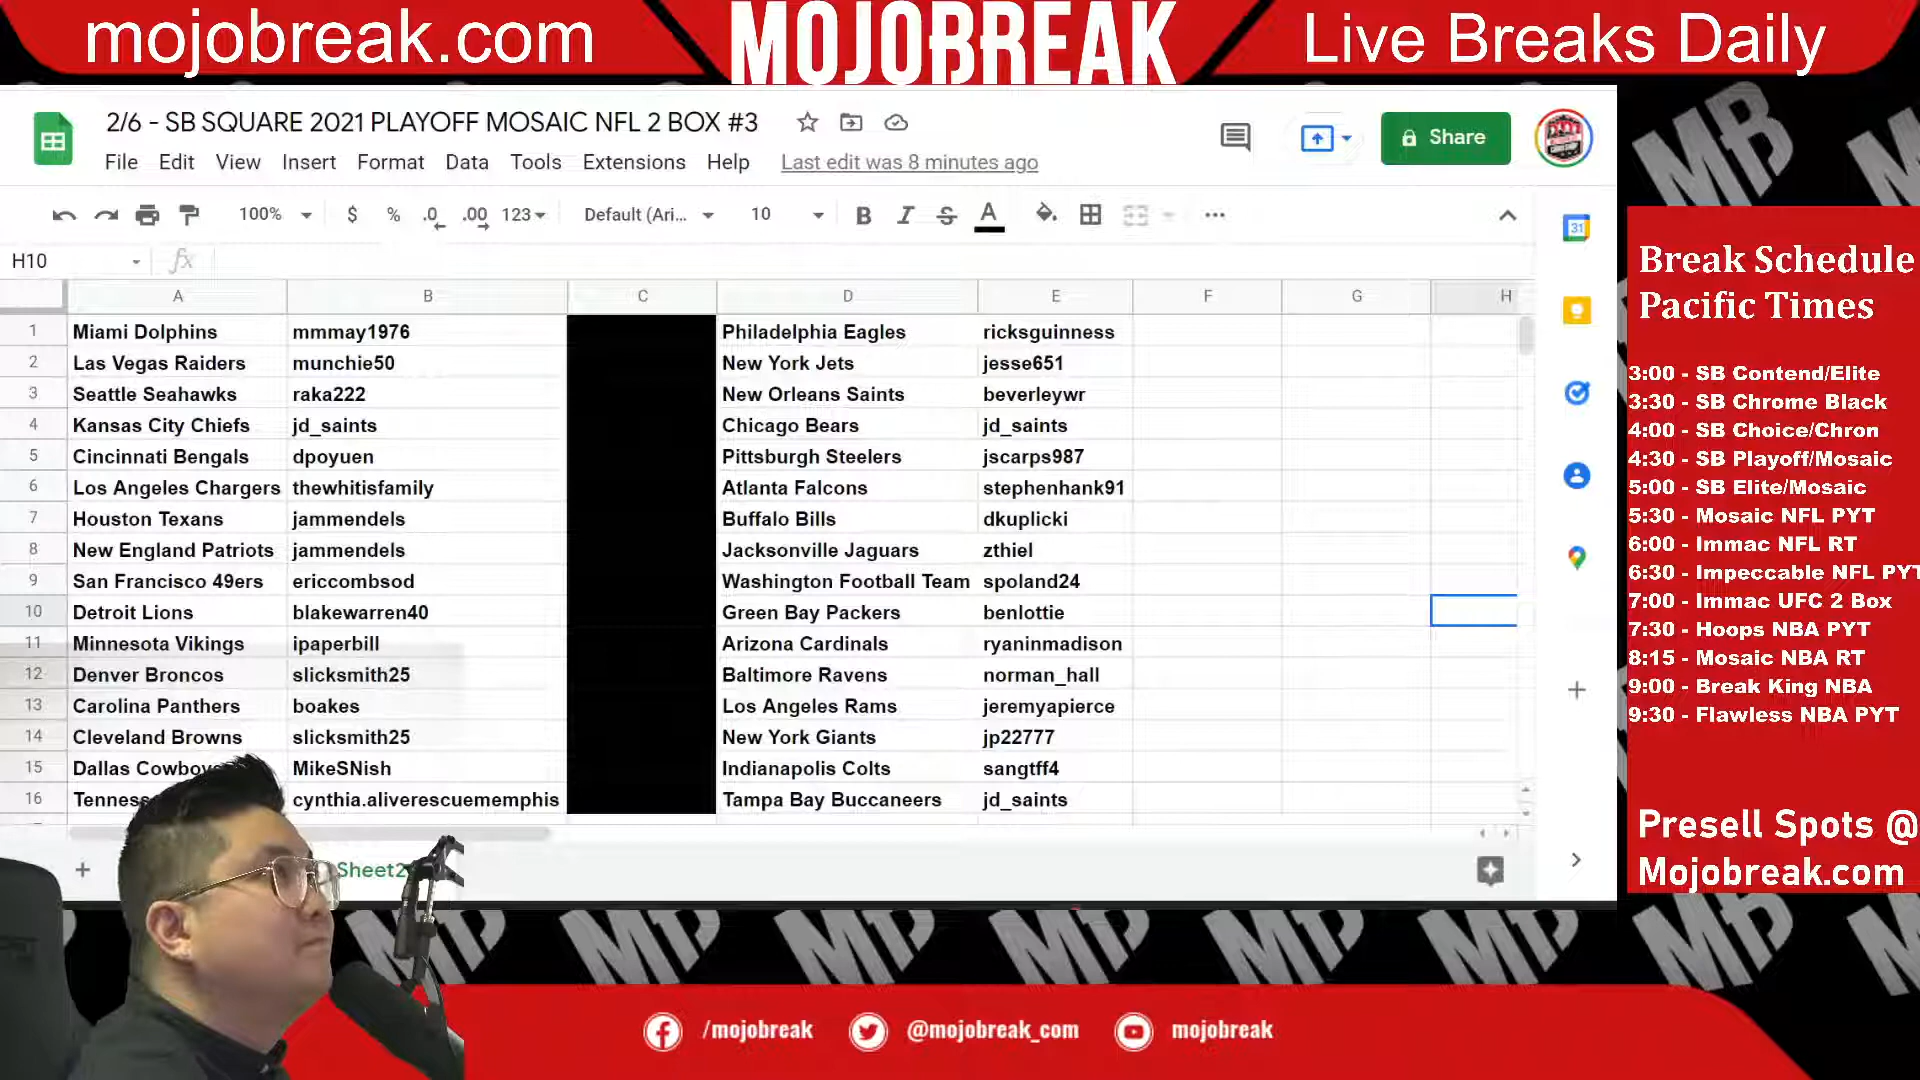 mojobreak.com
MOJOBREAK
Live Breaks Daily
2/6 - SB SQUARE 2021 PLAYOFF MOSAIC NFL 2 BOX #3
Share
File Edit View Insert Format Data Tools Extensions Help Last edit was 8 minutes ago
100% $ % .0 .00 123 Default (Ari... 10 B I S A
31
H10 fx
A B C D E F G H
1 Miami Dolphins mmmay1976 Philadelphia Eagles ricksguinness
2 Las Vegas Raiders munchie50 New York Jets jesse651
3 Seattle Seahawks raka222 New Orleans Saints beverleywr
4 Kansas City Chiefs jd_saints Chicago Bears jd_saints
5 Cincinnati Bengals dpoyuen Pittsburgh Steelers jscarps987
6 Los Angeles Chargers thewhitisfamily Atlanta Falcons stephenhank91
7 Houston Texans jammendels Buffalo Bills dkuplicki
8 New England Patriots jammendels Jacksonville Jaguars zthiel
9 San Francisco 49ers ericcombsod Washington Football Team spoland24
10 Detroit Lions blakewarren40 Green Bay Packers benlottie
11 Minnesota Vikings ipaperbill Arizona Cardinals ryaninmadison
12 Denver Broncos slicksmith25 Baltimore Ravens norman_hall
13 Carolina Panthers boakes Los Angeles Rams jeremyapierce
14 Cleveland Browns slicksmith25 New York Giants jp22777
15 Dallas Cowboys MikeSNish Indianapolis Colts sangtff4
16 Tenness cynthia.aliverescuememphis Tampa Bay Buccaneers jd_saints
Sheet2
Break Schedule
Pacific Times
3:00 - SB Contend/Elite
3:30 - SB Chrome Black
4:00 - SB Choice/Chron
4:30 - SB Playoff/Mosaic
5:00 - SB Elite/Mosaic
5:30 - Mosaic NFL PYT
6:00 - Immac NFL RT
6:30 - Impeccable NFL PYT
7:00 - Immac UFC 2 Box
7:30 - Hoops NBA PYT
8:15 - Mosaic NBA RT
9:00 - Break King NBA
9:30 - Flawless NBA PYT
Presell Spots @
Mojobreak.com
/mojobreak @mojobreak_com mojobreak